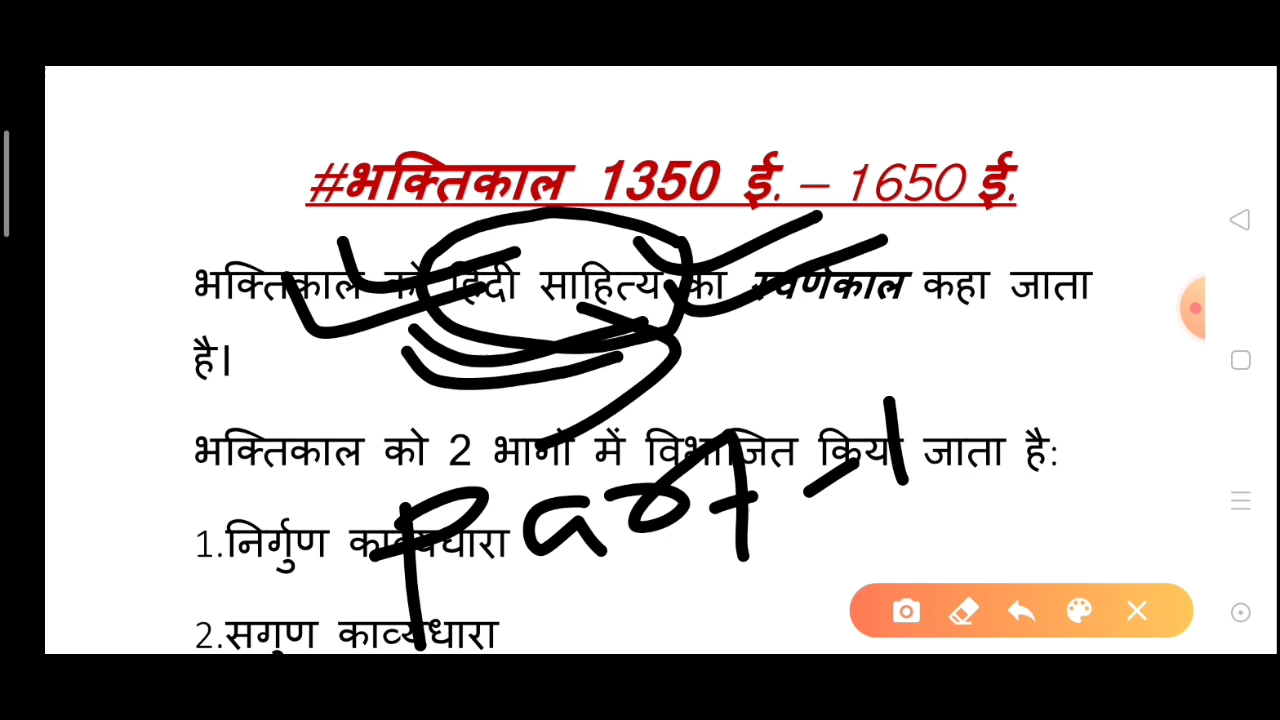 #भक्तिकाल 1350 ई. – 1650 ई.
भक्तिकाल को हिंदी साहित्य का स्वर्णकाल कहा जाता
है।
भक्तिकाल को 2 भागों में विभाजित किया जाता है:
Part-1
1.निर्गुण काव्यधारा
2.सगुण काव्यधारा